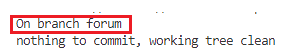 On branch forum
nothing to commit, working tree clean